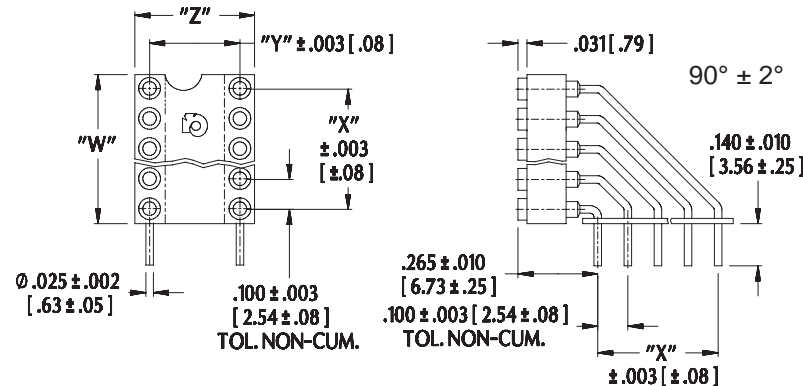 "Z"
"Y" ±.003 [.08]
.031 [.79]
90° ± 2°
"W"
"X"
±.003
[±.08]
.140 ±.010
[3.56 ±.25]
Ø .025 ±.002
[.63 ±.05]
.100 ±.003
[2.54 ±.08]
TOL. NON-CUM.
.265 ±.010
[6.73 ±.25]
.100 ±.003 [2.54 ±.08]
TOL. NON-CUM.
"X"
±.003 [±.08]